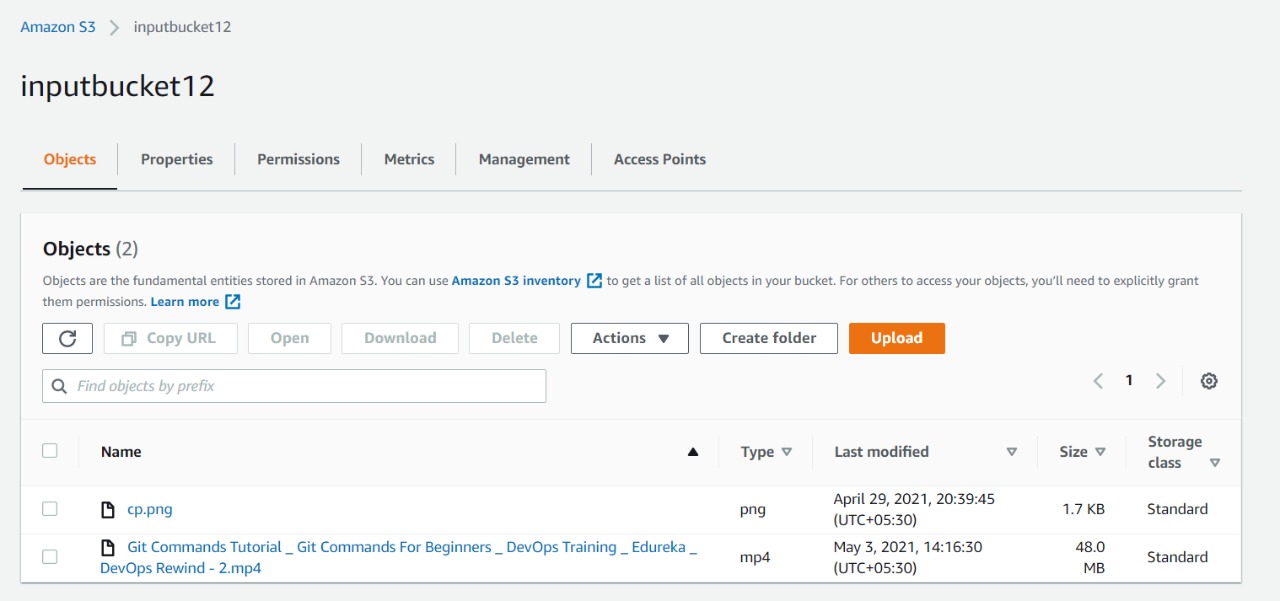 Amazon S3 > inputbucket12
inputbucket12
Objects Properties Permissions Metrics Management Access Points
Objects (2)
Objects are the fundamental entities stored in Amazon S3. You can use Amazon S3 inventory to get a list of all objects in your bucket. For others to access your objects, you'll need to explicitly grant
them permissions. Learn more
Copy URL Open Download Delete Actions Create folder Upload
Find objects by prefix
1
Name Type Last modified Size Storage class
cp.png png April 29, 2021, 20:39:45 (UTC+05:30) 1.7 KB Standard
Git Commands Tutorial _ Git Commands For Beginners _ DevOps Training _ Edureka _
DevOps Rewind - 2.mp4 mp4 May 3, 2021, 14:16:30 (UTC+05:30) 48.0 MB Standard